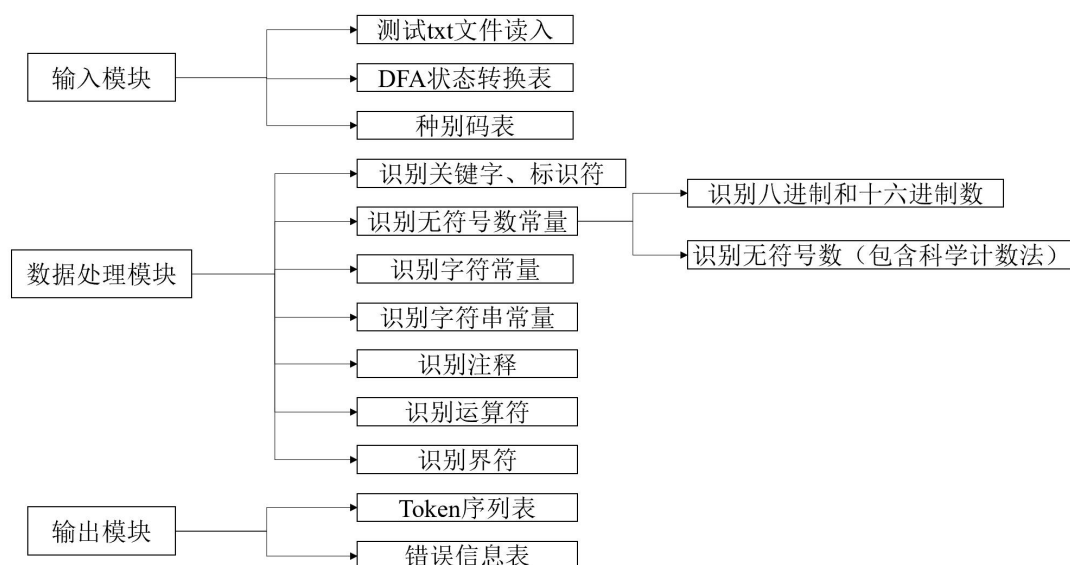 输入模块
测试txt文件读入
DFA状态转换表
种别码表
数据处理模块
识别关键字、标识符
识别无符号数常量
识别八进制和十六进制数
识别无符号数（包含科学计数法）
识别字符常量
识别字符串常量
识别注释
识别运算符
识别界符
输出模块
Token序列表
错误信息表